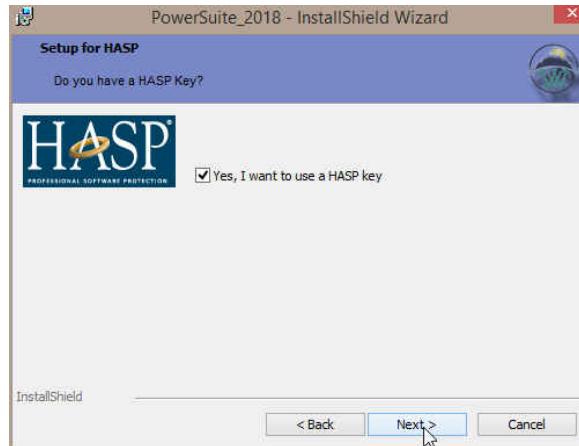 PowerSuite_2018 - InstallShield Wizard
Setup for HASP
Do you have a HASP Key?
HASP®
PROFESSIONAL SOFTWARE PROTECTION
Yes, I want to use a HASP key
InstallShield
< Back
Next >
Cancel